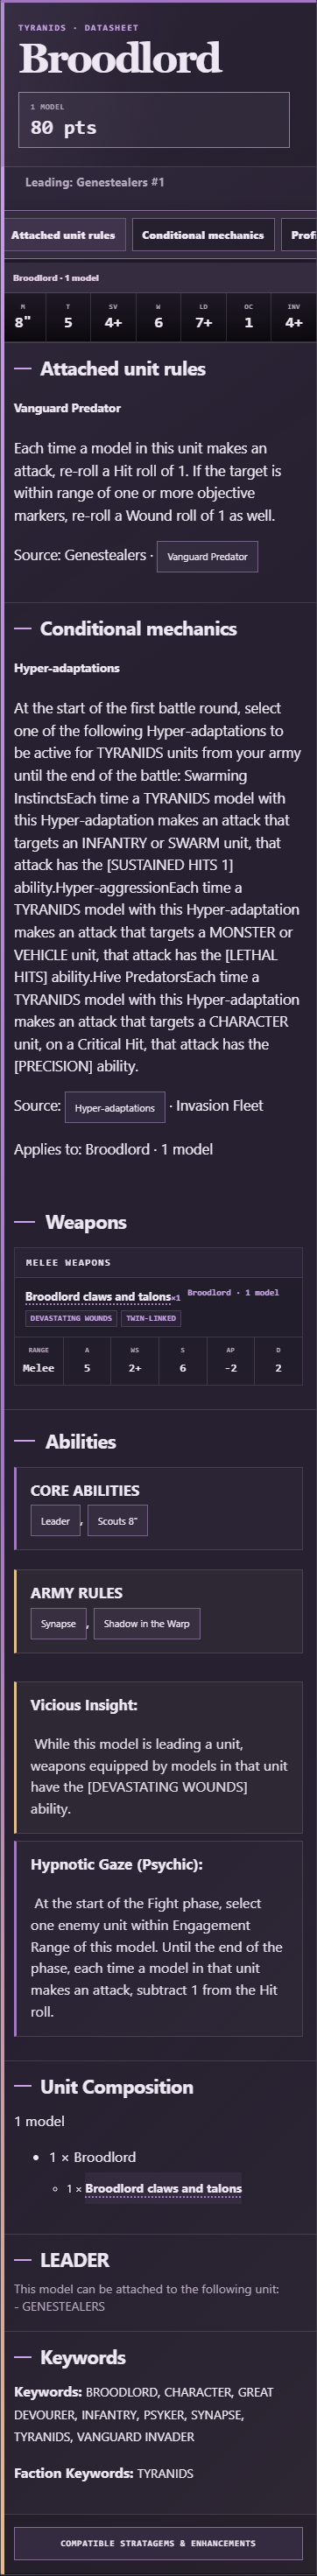 TYRANIDS · DATASHEET
Broodlord
1 MODEL
80 pts
Leading: Genestealers #1
Attached unit rules
Conditional mechanics
Prof
Broodlord · 1 model
M T SV W LD OC INV
8" 5 4+ 6 7+ 1 4+
Attached unit rules
Vanguard Predator
Each time a model in this unit makes an
attack, re-roll a Hit roll of 1. If the target is
within range of one or more objective
markers, re-roll a Wound roll of 1 as well.
Source: Genestealers · Vanguard Predator
Conditional mechanics
Hyper-adaptations
At the start of the first battle round, select
one of the following Hyper-adaptations to
be active for TYRANIDS units from your army
until the end of the battle: Swarming
InstinctsEach time a TYRANIDS model with
this Hyper-adaptation makes an attack that
targets an INFANTRY or SWARM unit, that
attack has the [SUSTAINED HITS 1]
ability.Hyper-aggressionEach time a
TYRANIDS model with this Hyper-adaptation
makes an attack that targets a MONSTER or
VEHICLE unit, that attack has the [LETHAL
HITS] ability.Hive PredatorsEach time a
TYRANIDS model with this Hyper-adaptation
makes an attack that targets a CHARACTER
unit, on a Critical Hit, that attack has the
[PRECISION] ability.
Source: Hyper-adaptations · Invasion Fleet
Applies to: Broodlord · 1 model
Weapons
MELEE WEAPONS
Broodlord claws and talons×1 Broodlord · 1 model
DEVASTATING WOUNDS TWIN-LINKED
RANGE A WS S AP D
Melee 5 2+ 6 -2 2
Abilities
CORE ABILITIES
Leader, Scouts 8"
ARMY RULES
Synapse, Shadow in the Warp
Vicious Insight:
While this model is leading a unit,
weapons equipped by models in that unit
have the [DEVASTATING WOUNDS]
ability.
Hypnotic Gaze (Psychic):
At the start of the Fight phase, select
one enemy unit within Engagement
Range of this model. Until the end of the
phase, each time a model in that unit
makes an attack, subtract 1 from the Hit
roll.
Unit Composition
1 model
• 1 × Broodlord
◦ 1 × Broodlord claws and talons
LEADER
This model can be attached to the following unit:
- GENESTEALERS
Keywords
Keywords: BROODLORD, CHARACTER, GREAT
DEVOURER, INFANTRY, PSYKER, SYNAPSE,
TYRANIDS, VANGUARD INVADER
Faction Keywords: TYRANIDS
COMPATIBLE STRATAGEMS & ENHANCEMENTS